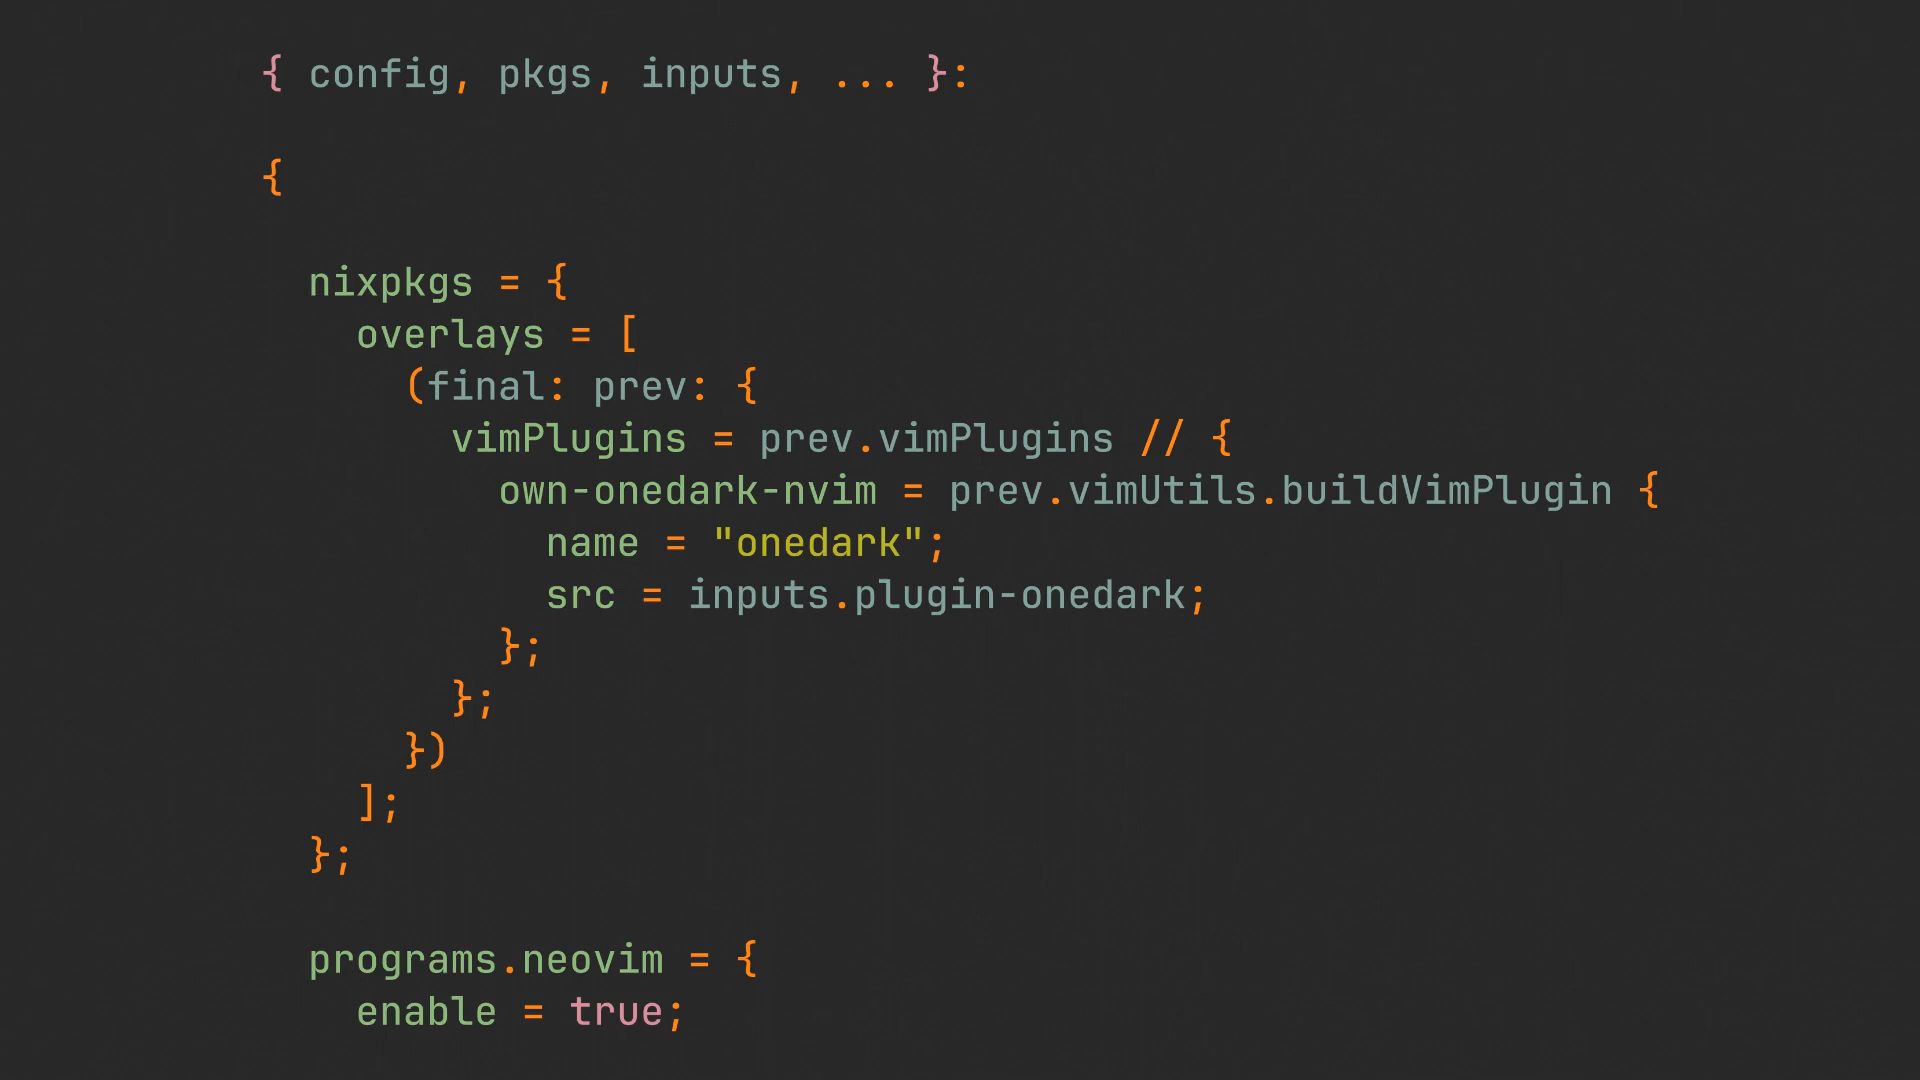 { config, pkgs, inputs, ... }:
{
nixpkgs = {
overlays = [
(final: prev: {
vimPlugins = prev.vimPlugins // {
own-onedark-nvim = prev.vimUtils.buildVimPlugin {
name = "onedark";
src = inputs.plugin-onedark;
};
};
})
];
};
programs.neovim = {
enable = true;